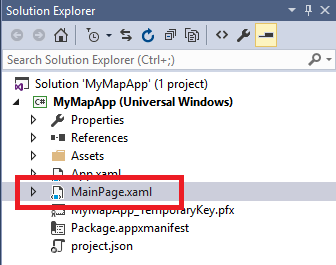 Solution Explorer
Search Solution Explorer (Ctrl+;)
Solution 'MyMapApp' (1 project)
C# MyMapApp (Universal Windows)
Properties
References
Assets
App.xaml
MainPage.xaml
MyMapApp_TemporaryKey.pfx
Package.appxmanifest
project.json